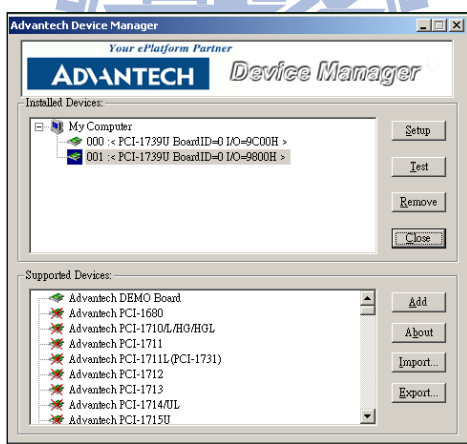 Advantech Device Manager
Your ePlatform Partner
ADVANTECH Device Manager
Installed Devices:
My Computer
000 :< PCI-1739U BoardID=0 I/O=9C00H >
001 :< PCI-1739U BoardID=0 I/O=9800H >
Setup
Test
Remove
Close
Supported Devices:
Advantech DEMO Board
Advantech PCI-1680
Advantech PCI-1710/L/HG/HGL
Advantech PCI-1711
Advantech PCI-1711L(PCI-1731)
Advantech PCI-1712
Advantech PCI-1713
Advantech PCI-1714/UL
Advantech PCI-1715U
Add
About
Import...
Export...